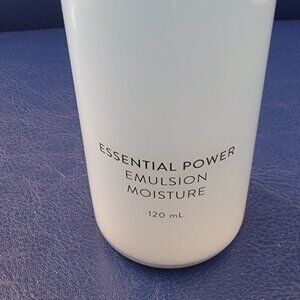 ESSENTIAL POWER
EMULSION
MOISTURE
120 mL